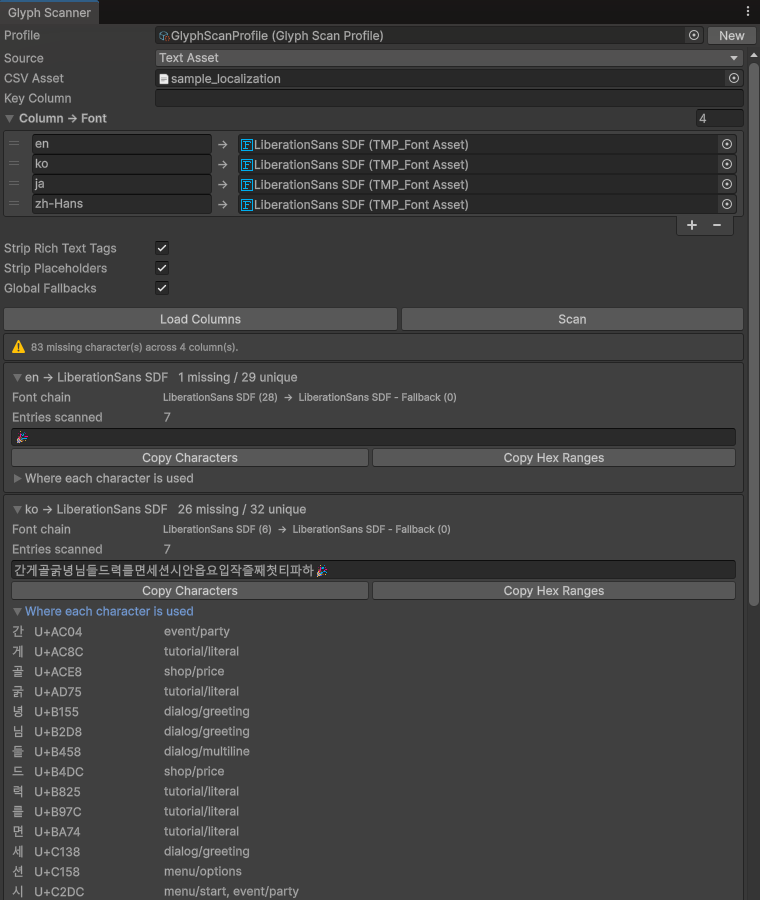 Glyph Scanner
Profile GlyphScanProfile (Glyph Scan Profile) New
Source Text Asset
CSV Asset sample_localization
Key Column
Column → Font 4
en → LiberationSans SDF (TMP_Font Asset)
ko → LiberationSans SDF (TMP_Font Asset)
ja → LiberationSans SDF (TMP_Font Asset)
zh-Hans → LiberationSans SDF (TMP_Font Asset)
+ −
Strip Rich Text Tags
Strip Placeholders
Global Fallbacks
Load Columns Scan
83 missing character(s) across 4 column(s).
en → LiberationSans SDF 1 missing / 29 unique
Font chain LiberationSans SDF (28) → LiberationSans SDF - Fallback (0)
Entries scanned 7
🎉
Copy Characters Copy Hex Ranges
Where each character is used
ko → LiberationSans SDF 26 missing / 32 unique
Font chain LiberationSans SDF (6) → LiberationSans SDF - Fallback (0)
Entries scanned 7
간게골굵녕님들드력를면세션시안옵요입작즐째첫티파하🎉
Copy Characters Copy Hex Ranges
Where each character is used
간 U+AC04 event/party
게 U+AC8C tutorial/literal
골 U+ACE8 shop/price
굵 U+AD75 tutorial/literal
녕 U+B155 dialog/greeting
님 U+B2D8 dialog/greeting
들 U+B458 dialog/multiline
드 U+B4DC shop/price
력 U+B825 tutorial/literal
를 U+B97C tutorial/literal
면 U+BA74 tutorial/literal
세 U+C138 dialog/greeting
션 U+C158 menu/options
시 U+C2DC menu/start, event/party